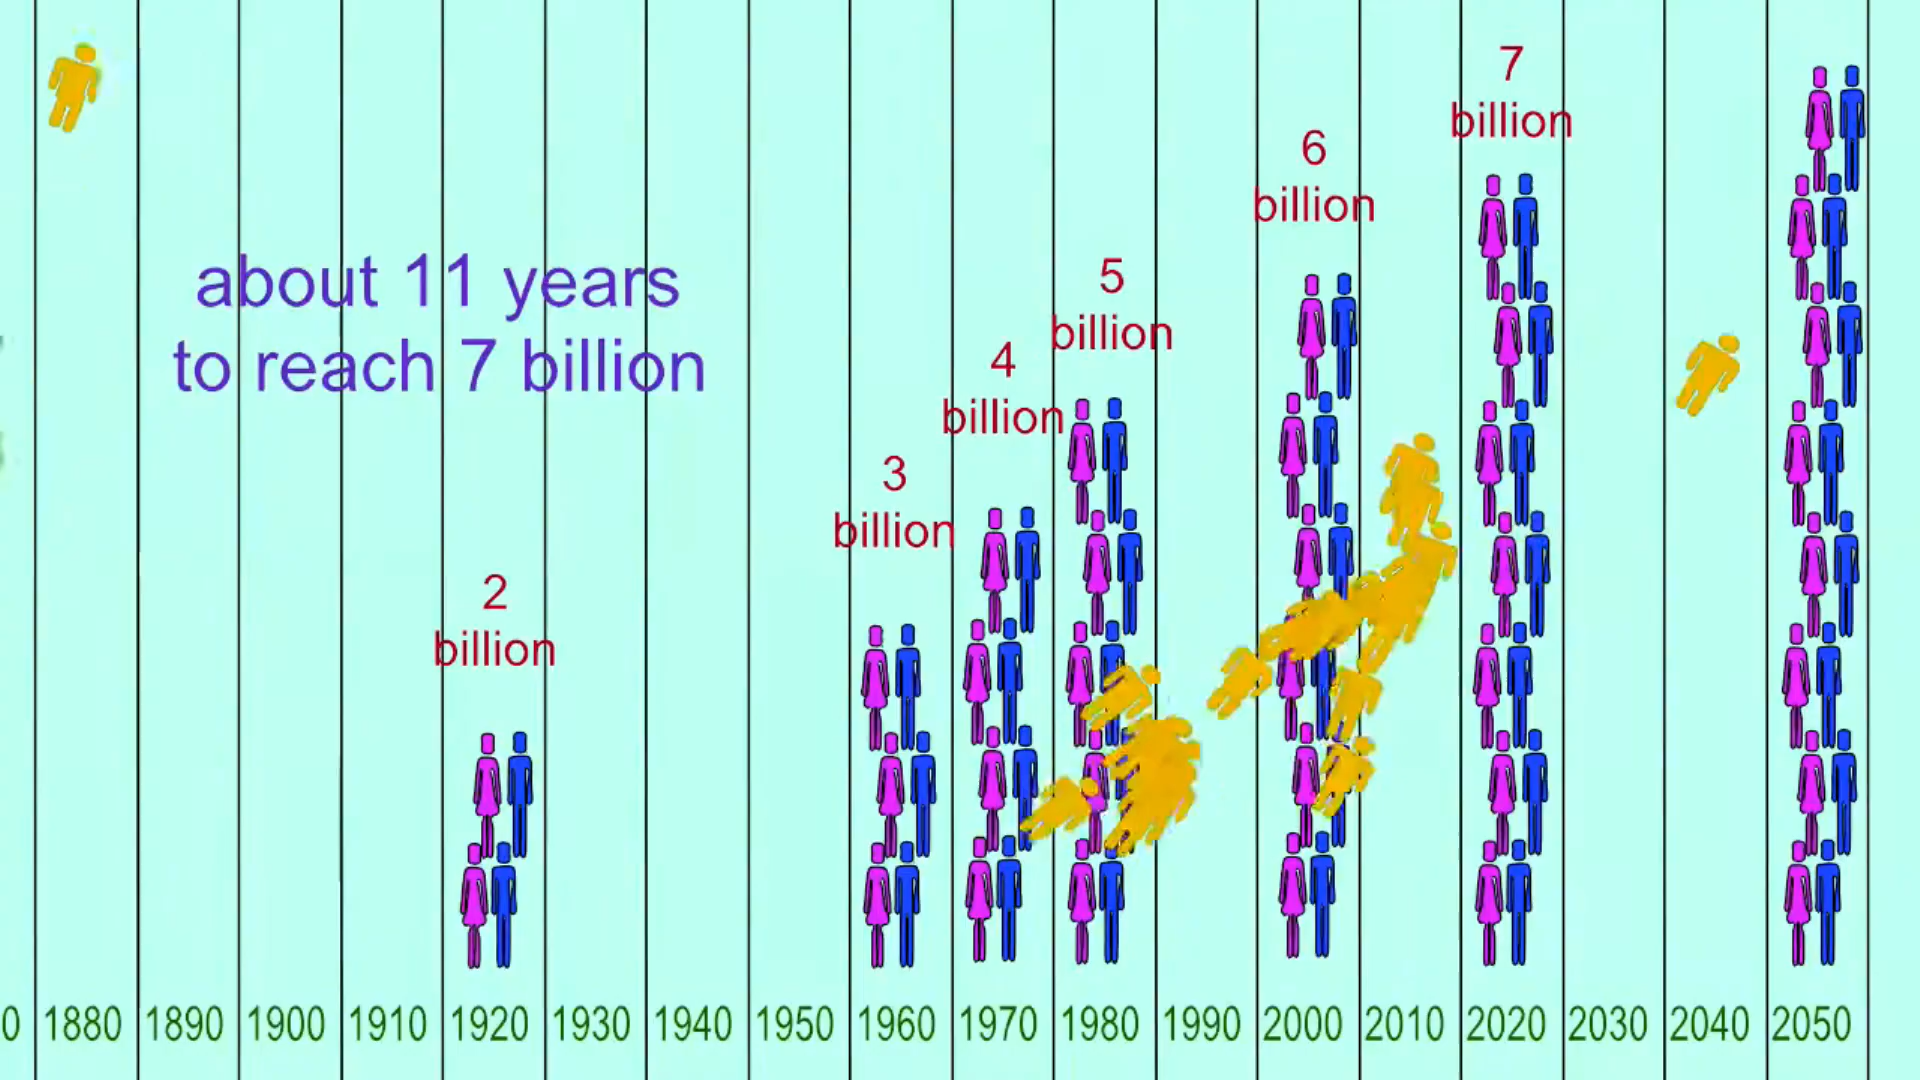 7
billion
6
billion
5
billion
about 11 years
to reach 7 billion
4
billion
3
billion
2
billion
0 1880 1890 1900 1910 1920 1930 1940 1950 1960 1970 1980 1990 2000 2010 2020 2030 2040 2050